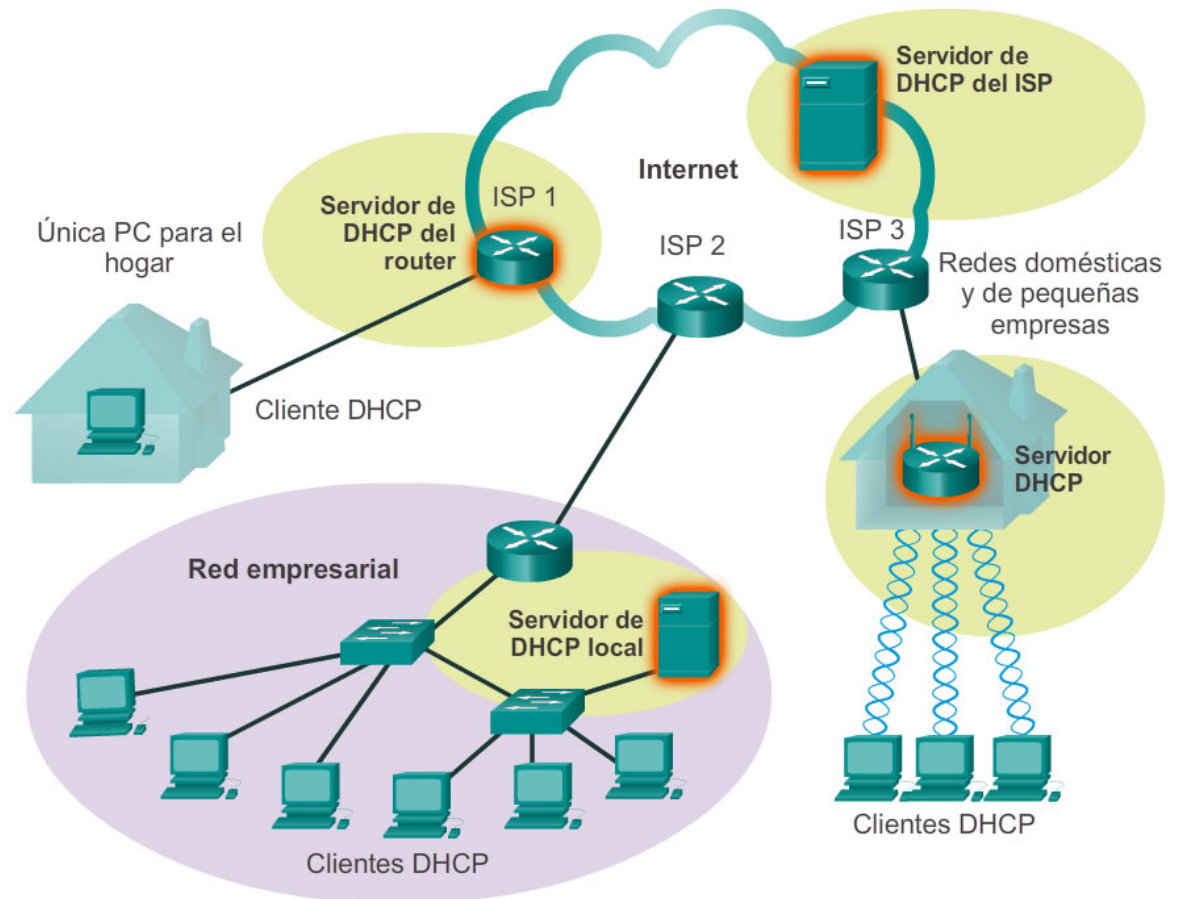 Servidor de
DHCP del ISP
Internet
ISP 1
Servidor de
DHCP del
router
Única PC para el
hogar
ISP 2
ISP 3
Redes domésticas
y de pequeñas
empresas
Cliente DHCP
Servidor
DHCP
Red empresarial
Servidor de
DHCP local
Clientes DHCP
Clientes DHCP